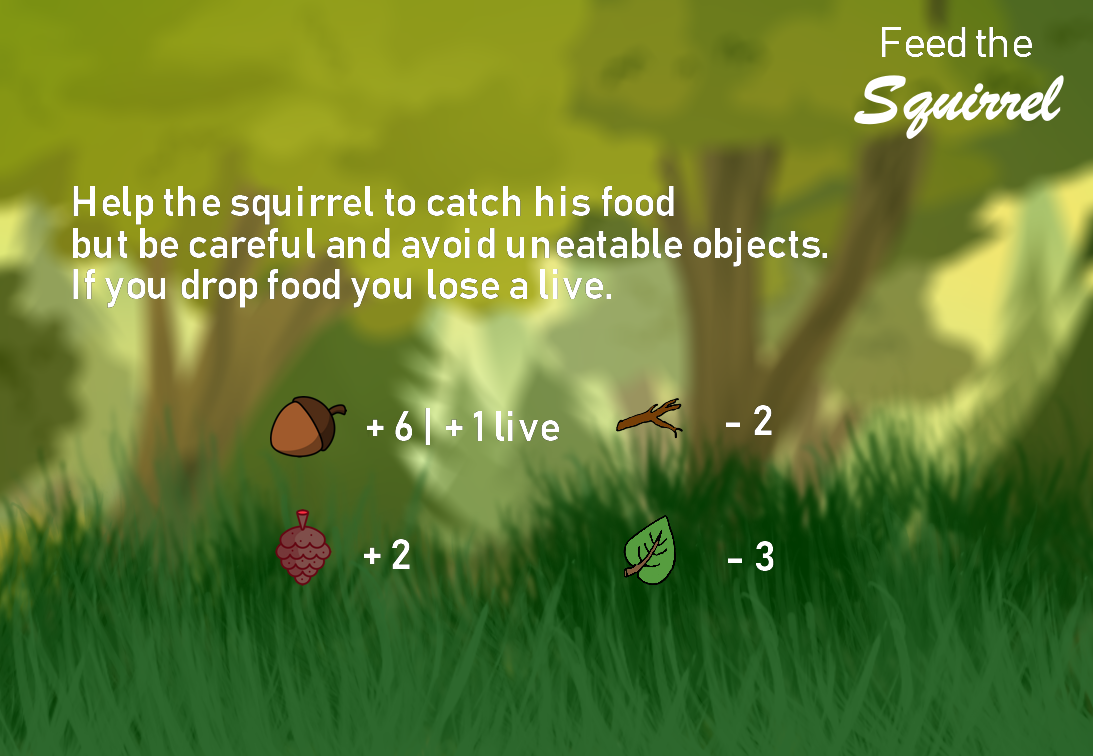 Feed the
Squirrel
Help the squirrel to catch his food
but be careful and avoid uneatable objects.
If you drop food you lose a live.
+ 6 | + 1 live
- 2
+ 2
- 3